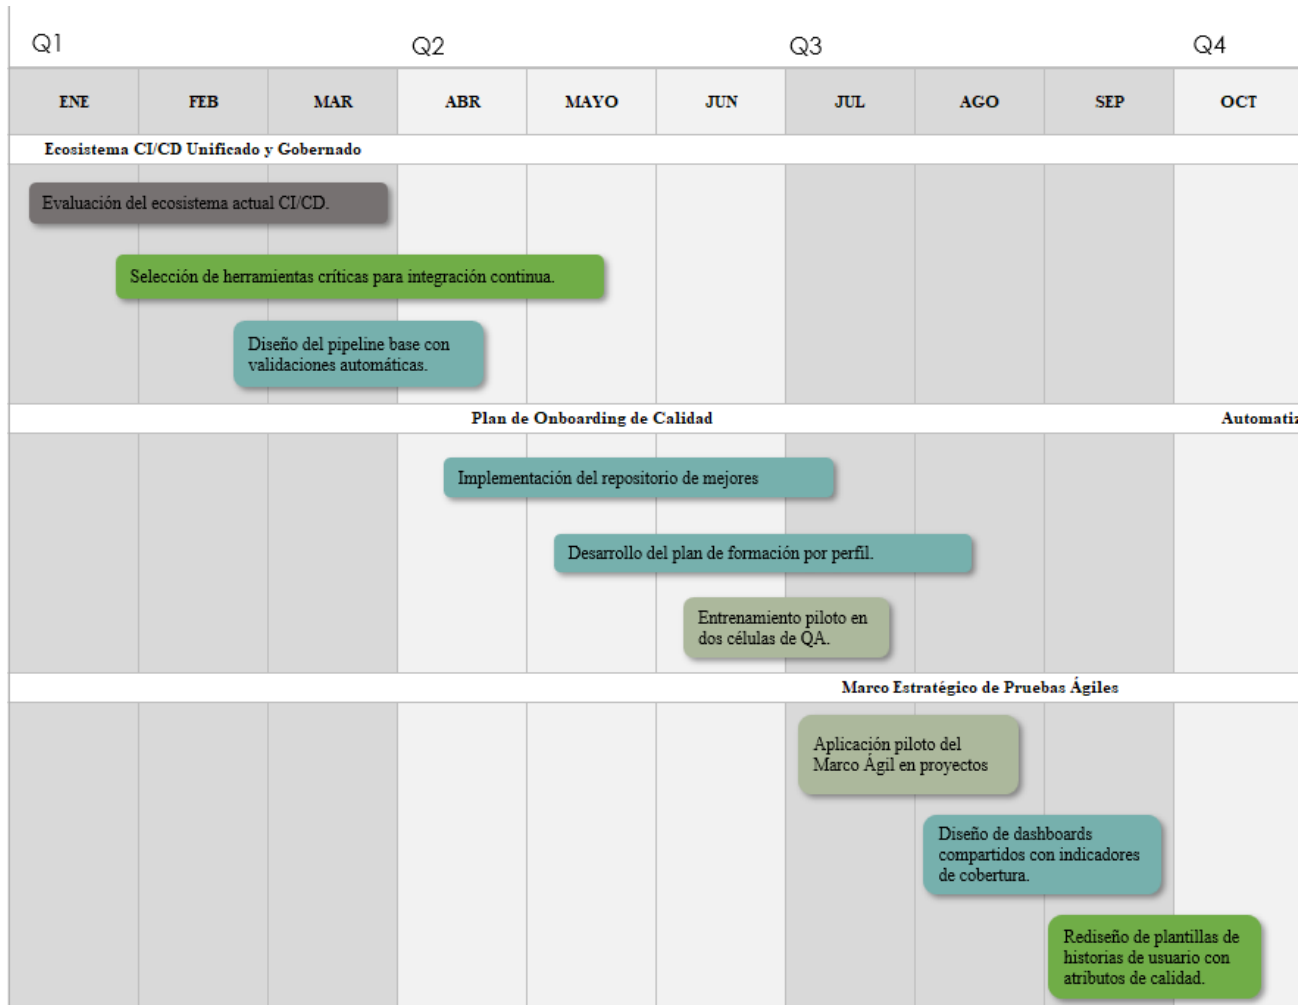 Q1 Q2 Q3 Q4
ENE FEB MAR ABR MAYO JUN JUL AGO SEP OCT
Ecosistema CI/CD Unificado y Gobernado
Evaluación del ecosistema actual CI/CD.
Selección de herramientas críticas para integración continua.
Diseño del pipeline base con
validaciones automáticas.
Plan de Onboarding de Calidad
Automatiz
Implementación del repositorio de mejores
Desarrollo del plan de formación por perfil.
Entrenamiento piloto en
dos células de QA.
Marco Estratégico de Pruebas Ágiles
Aplicación piloto del
Marco Ágil en proyectos
Diseño de dashboards
compartidos con indicadores
de cobertura.
Rediseño de plantillas de
historias de usuario con
atributos de calidad.